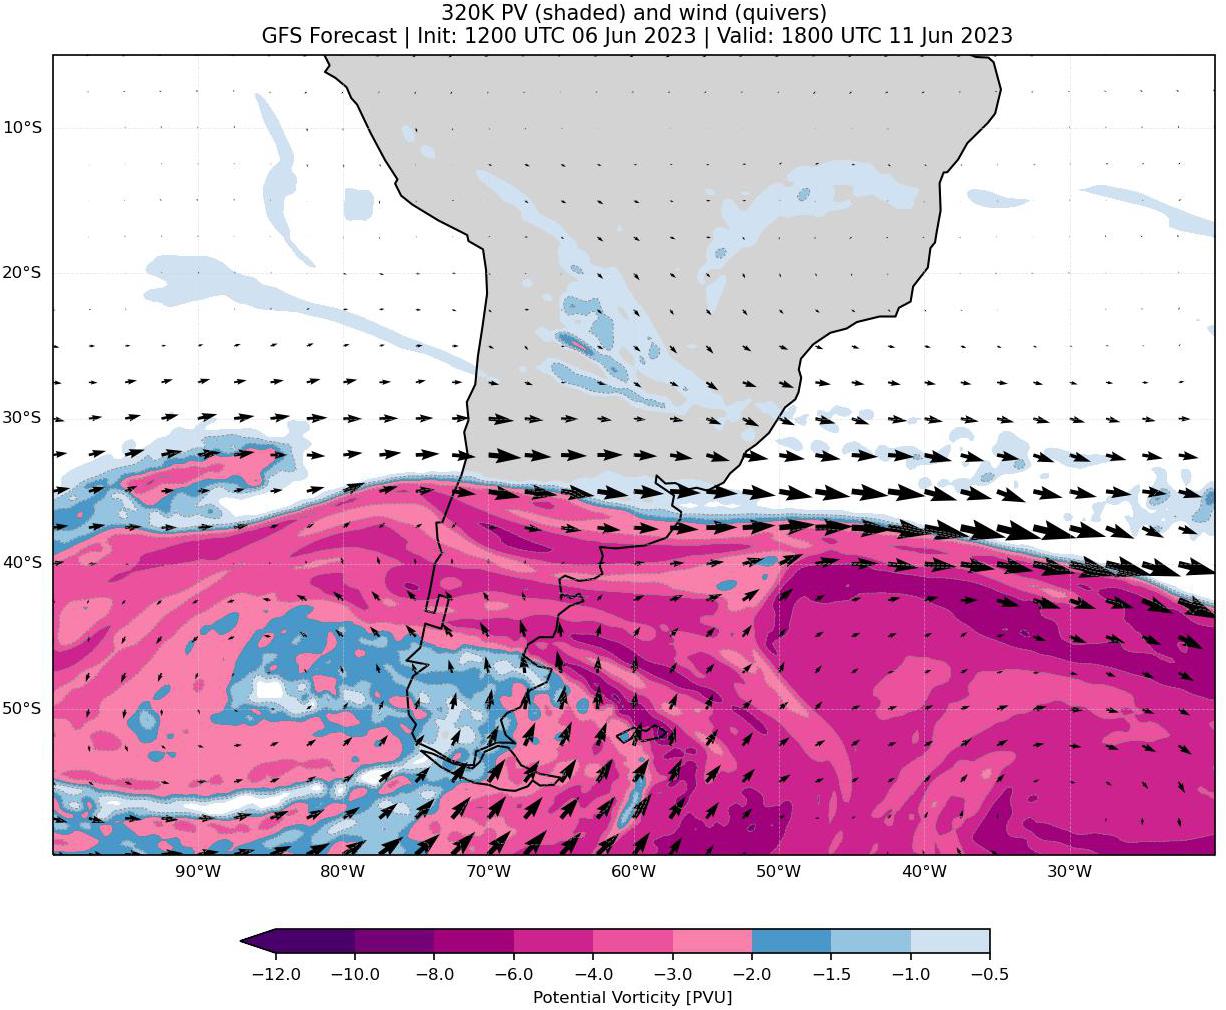 320K PV (shaded) and wind (quivers)
GFS Forecast | Init: 1200 UTC 06 Jun 2023 | Valid: 1800 UTC 11 Jun 2023
10°S
20°S
30°S
40°S
50°S
90°W 80°W 70°W 60°W 50°W 40°W 30°W
−12.0 −10.0 −8.0 −6.0 −4.0 −3.0 −2.0 −1.5 −1.0 −0.5
Potential Vorticity [PVU]